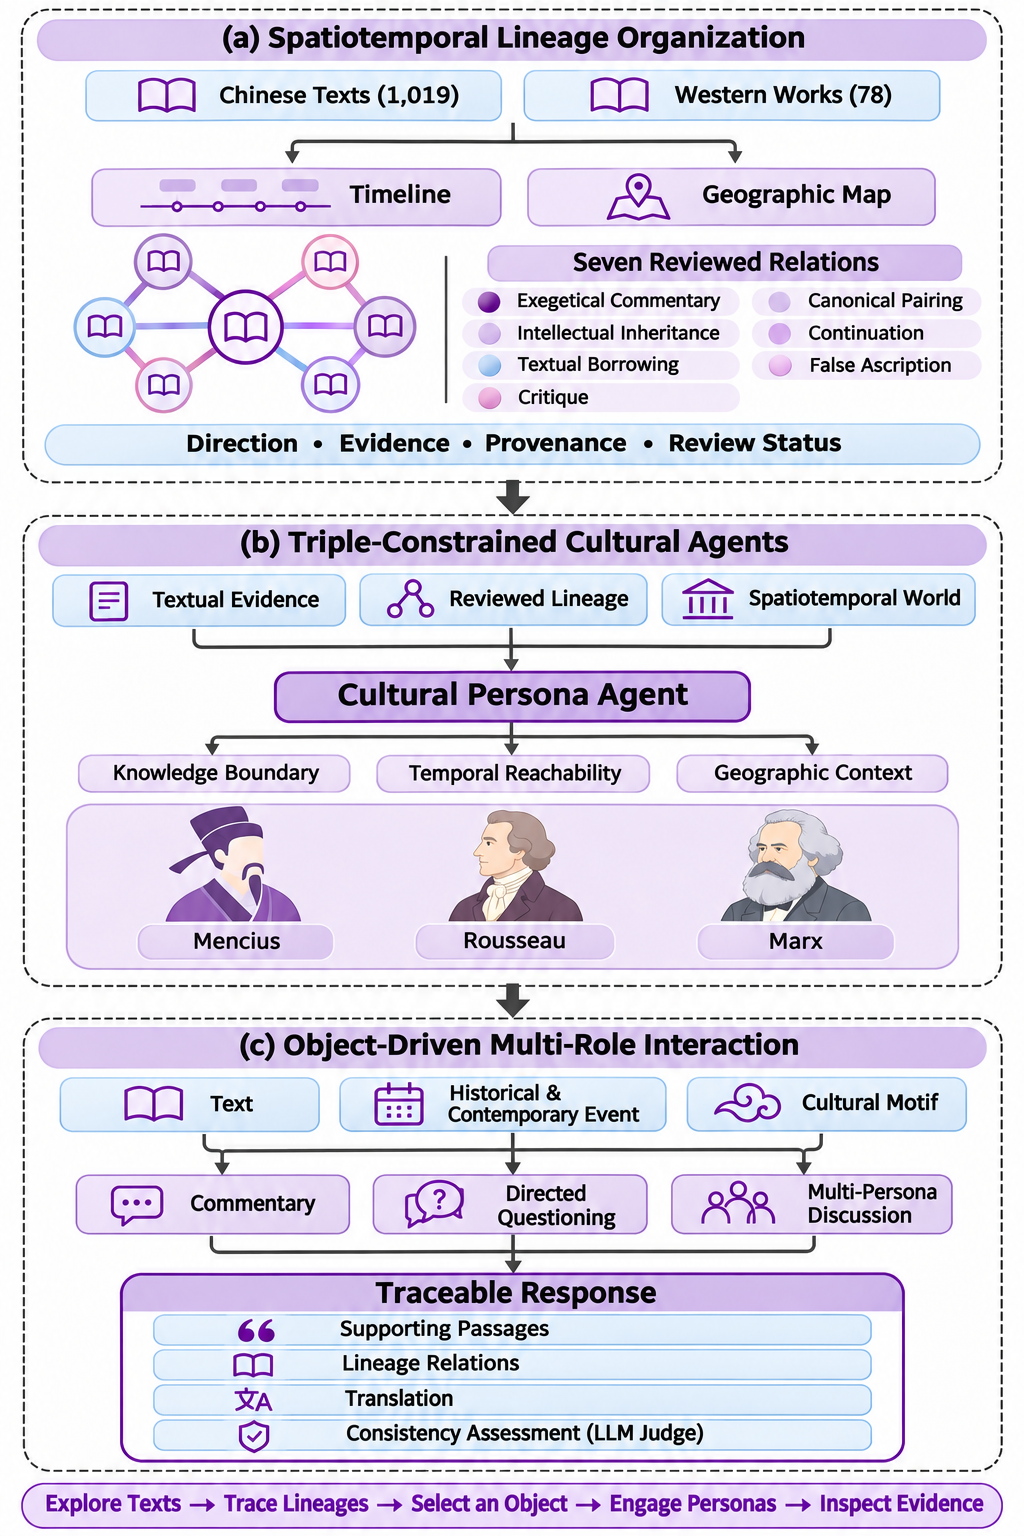 (a) Spatiotemporal Lineage Organization
Chinese Texts (1,019)
Western Works (78)
Timeline
Geographic Map
Seven Reviewed Relations
Exegetical Commentary
Canonical Pairing
Intellectual Inheritance
Continuation
Textual Borrowing
False Ascription
Critique
Direction • Evidence • Provenance • Review Status
(b) Triple-Constrained Cultural Agents
Textual Evidence
Reviewed Lineage
Spatiotemporal World
Cultural Persona Agent
Knowledge Boundary
Temporal Reachability
Geographic Context
Mencius
Rousseau
Marx
(c) Object-Driven Multi-Role Interaction
Text
Historical &
Contemporary Event
Cultural Motif
Commentary
?
Directed
Questioning
Multi-Persona
Discussion
Traceable Response
Supporting Passages
Lineage Relations
文A
Translation
Consistency Assessment (LLM Judge)
Explore Texts → Trace Lineages → Select an Object → Engage Personas → Inspect Evidence